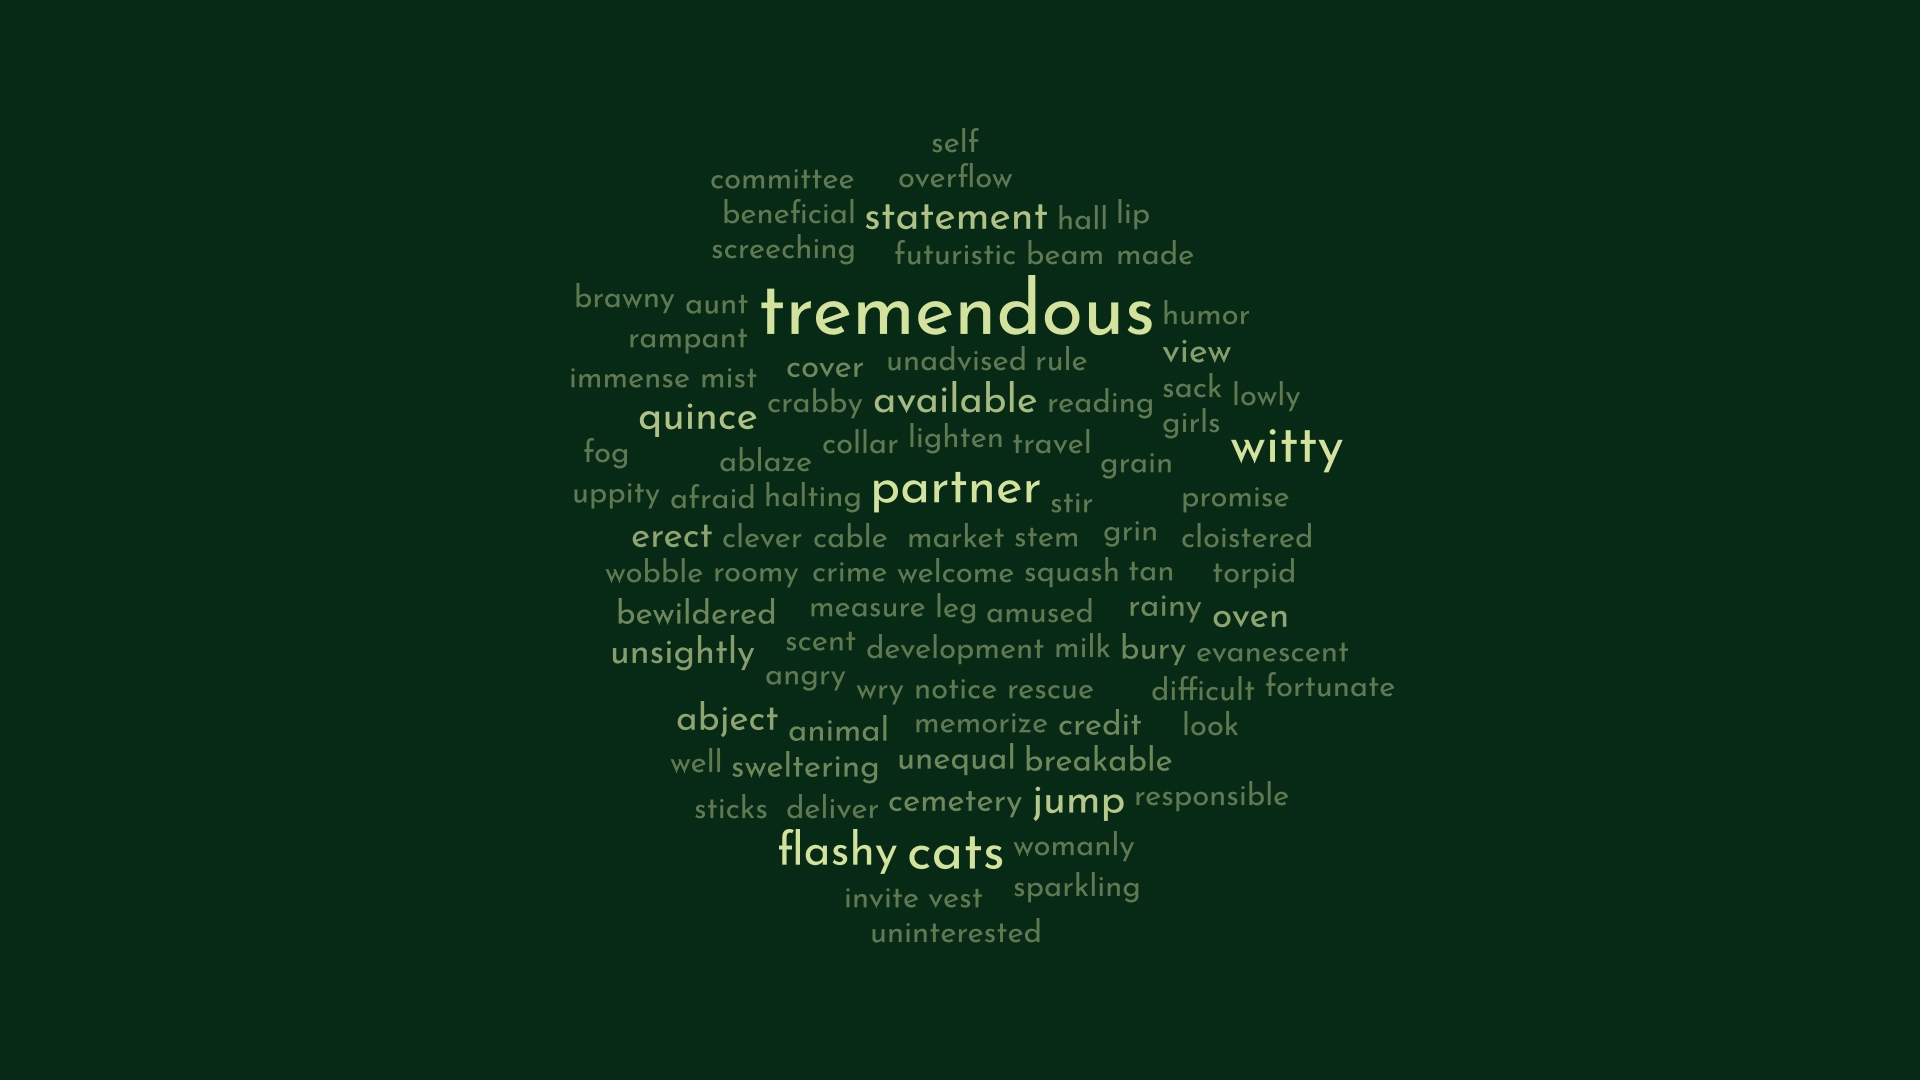 self
committee overflow
beneficial statement hall lip
screeching futuristic beam made
brawny aunt tremendous humor
rampant view
immense mist cover unadvised rule
quince crabby available reading sack lowly
girls
fog ablaze collar lighten travel grain witty
uppity afraid halting partner stir promise
erect clever cable market stem grin cloistered
wobble roomy crime welcome squash tan torpid
bewildered measure leg amused rainy oven
unsightly scent development milk bury evanescent
angry wry notice rescue difficult fortunate
abject animal memorize credit look
well sweltering unequal breakable
sticks deliver cemetery jump responsible
flashy cats womanly
invite vest sparkling
uninterested